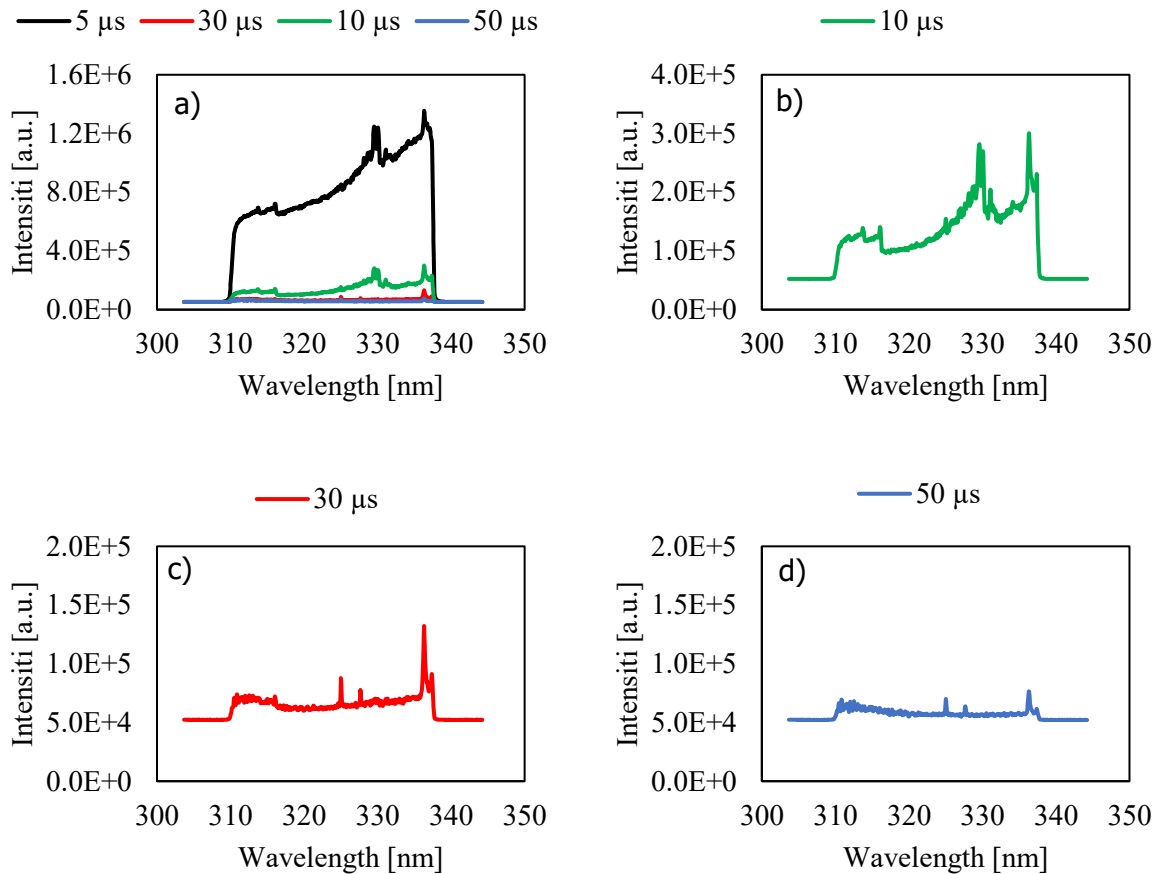 5 µs 30 µs 10 µs 50 µs
a)
Intensiti [a.u.]
1.6E+6
1.2E+6
8.0E+5
4.0E+5
0.0E+0
300 310 320 330 340 350
Wavelength [nm]
10 µs
b)
Intensiti [a.u.]
4.0E+5
3.0E+5
2.0E+5
1.0E+5
0.0E+0
300 310 320 330 340 350
Wavelength [nm]
30 µs
c)
Intensiti [a.u.]
2.0E+5
1.5E+5
1.0E+5
5.0E+4
0.0E+0
300 310 320 330 340 350
Wavelength [nm]
50 µs
d)
Intensiti [a.u.]
2.0E+5
1.5E+5
1.0E+5
5.0E+4
0.0E+0
300 310 320 330 340 350
Wavelength [nm]